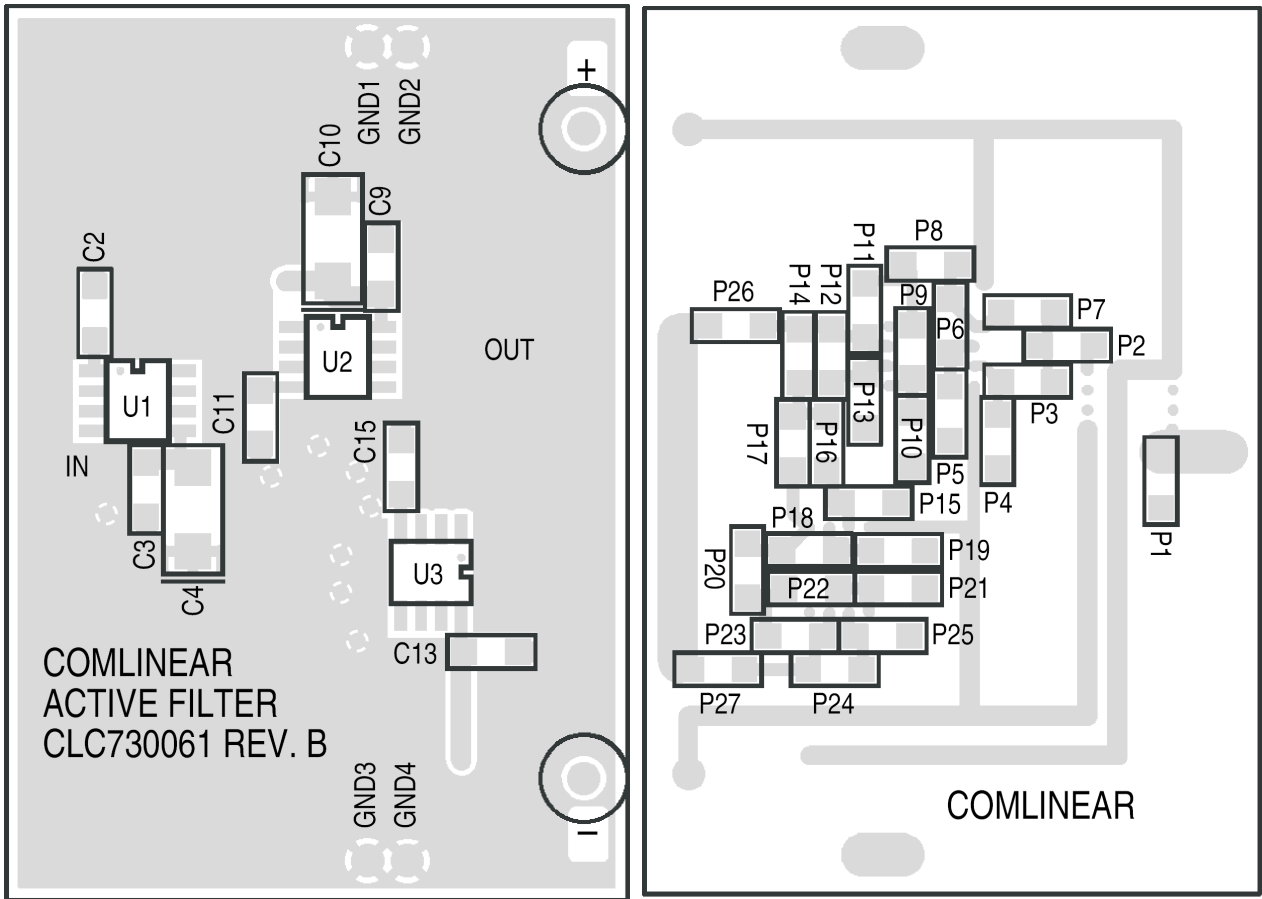 +
GND1
GND2
C10
C9
C2
U2
OUT
U1
C11
C15
IN
C3
C4
U3
C13
COMLINEAR
ACTIVE FILTER
CLC730061 REV. B
GND3
GND4
–
P11
P8
P26
P14
P12
P9
P6
P7
P2
P3
P13
P17
P16
P10
P5
P4
P15
P1
P18
P19
P20
P22
P21
P23
P25
P27
P24
COMLINEAR